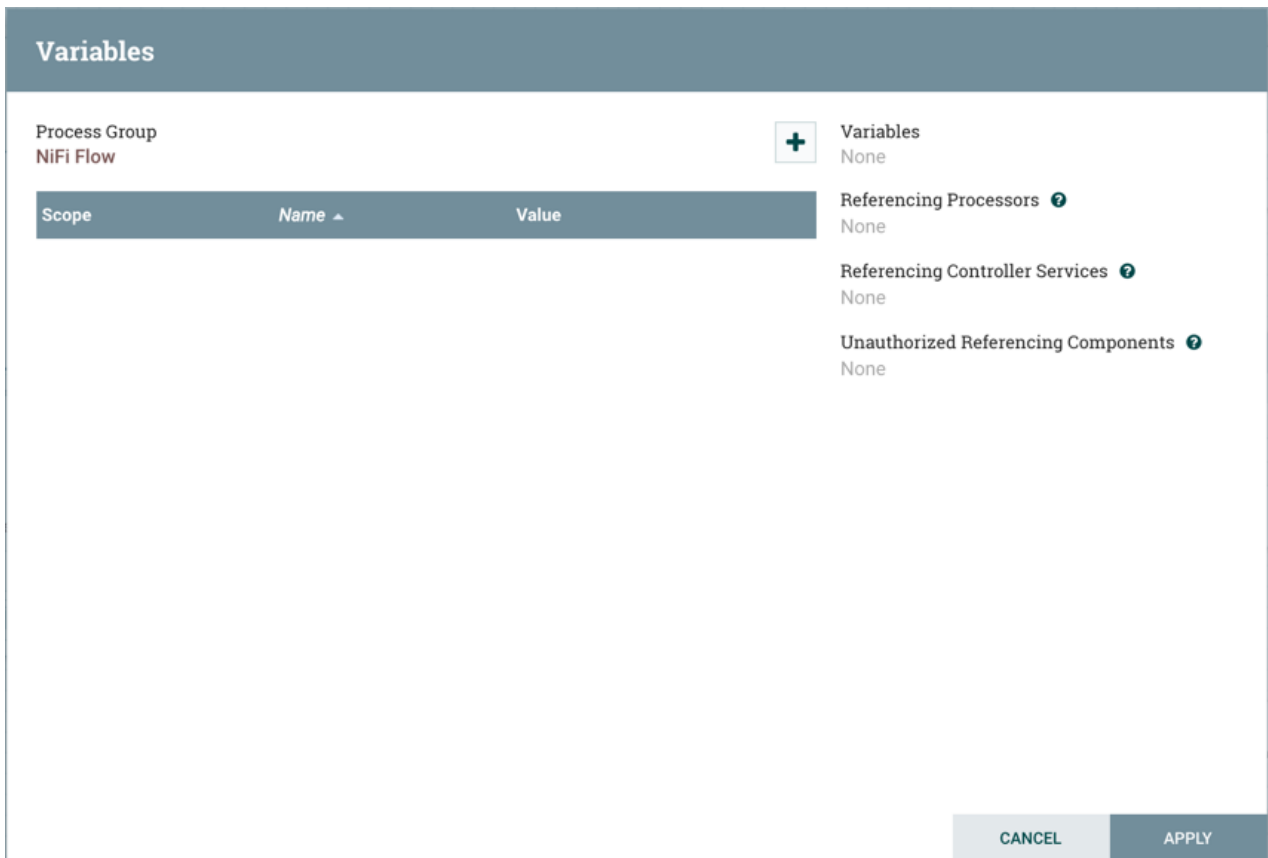 Variables
Process Group
NiFi Flow
Scope Name Value
Variables
None
Referencing Processors
None
Referencing Controller Services
None
Unauthorized Referencing Components
None
CANCEL APPLY